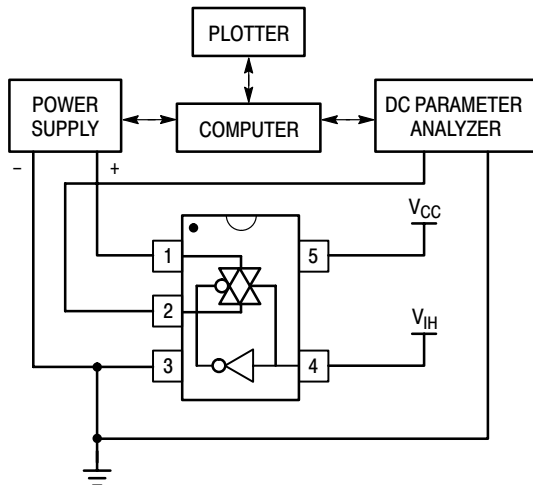 PLOTTER
POWER
SUPPLY
COMPUTER
DC PARAMETER
ANALYZER
–
+
VCC
1
5
2
VIH
3
4